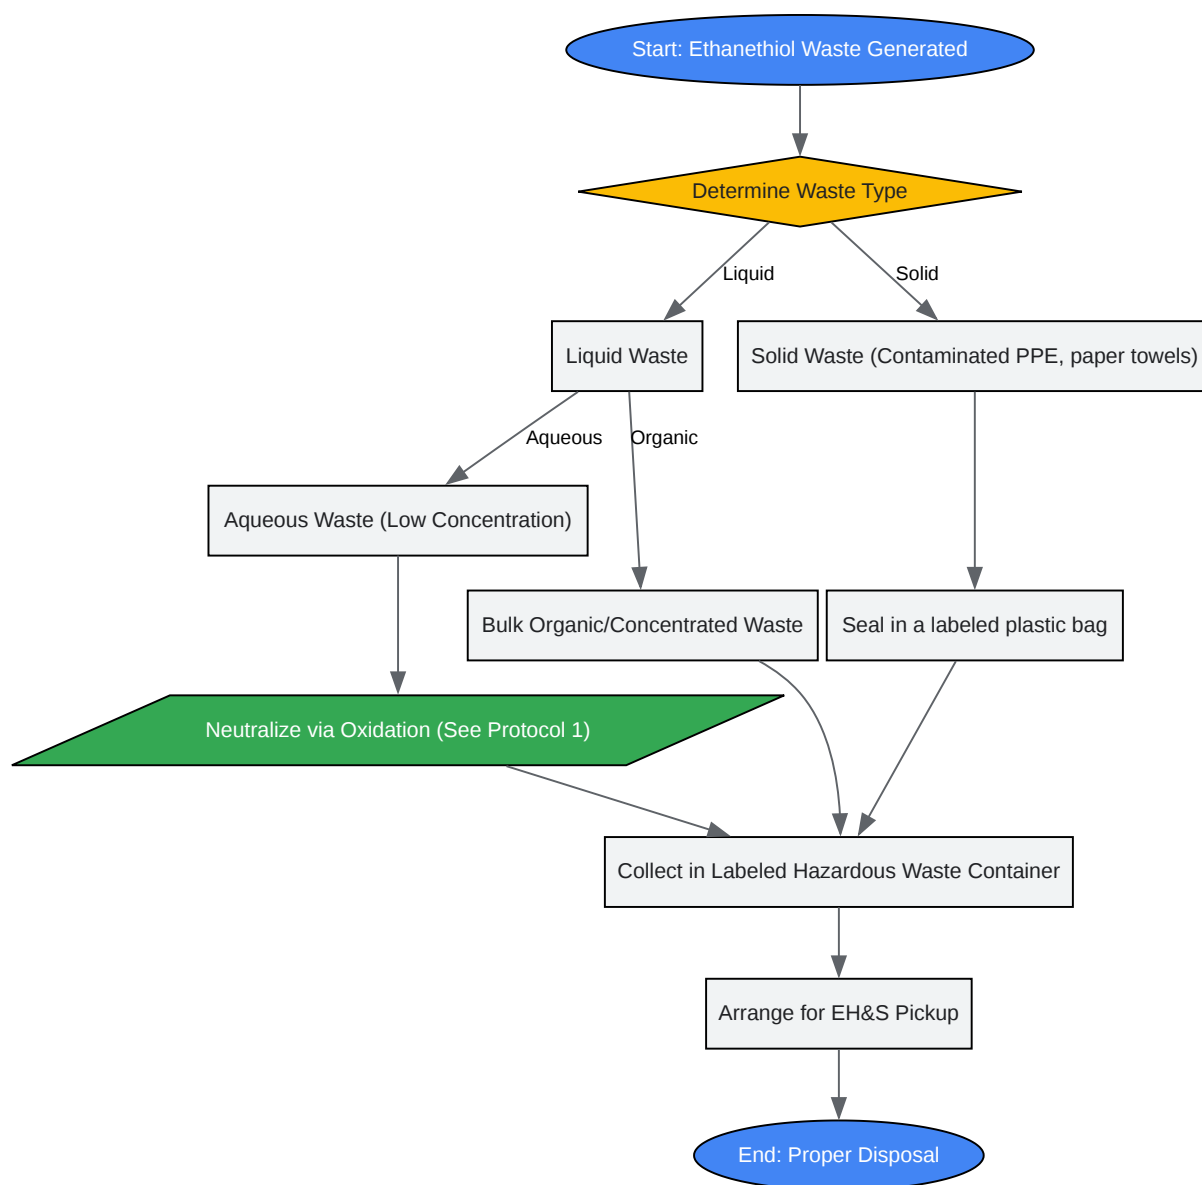 Start: Ethanethiol Waste Generated
Determine Waste Type
Liquid
Solid
Liquid Waste
Solid Waste (Contaminated PPE, paper towels)
Aqueous
Organic
Aqueous Waste (Low Concentration)
Bulk Organic/Concentrated Waste
Seal in a labeled plastic bag
Neutralize via Oxidation (See Protocol 1)
Collect in Labeled Hazardous Waste Container
Arrange for EH&S Pickup
End: Proper Disposal